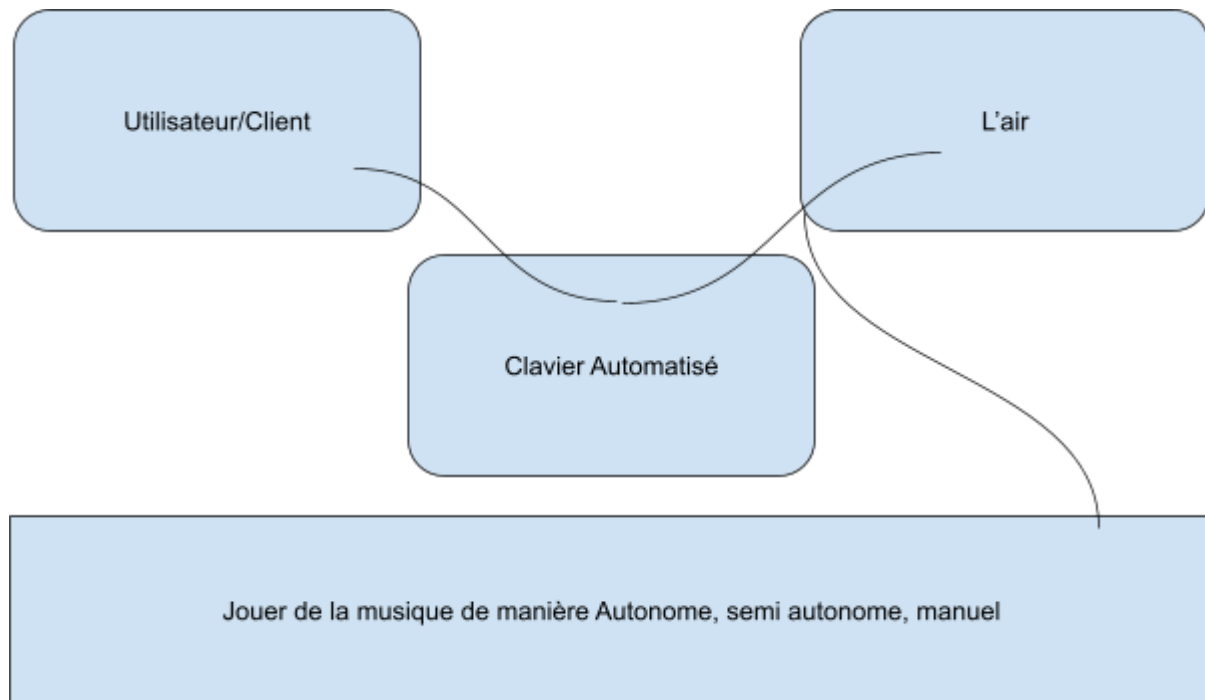 Utilisateur/Client
L’air
Clavier Automatisé
Jouer de la musique de manière Autonome, semi autonome, manuel